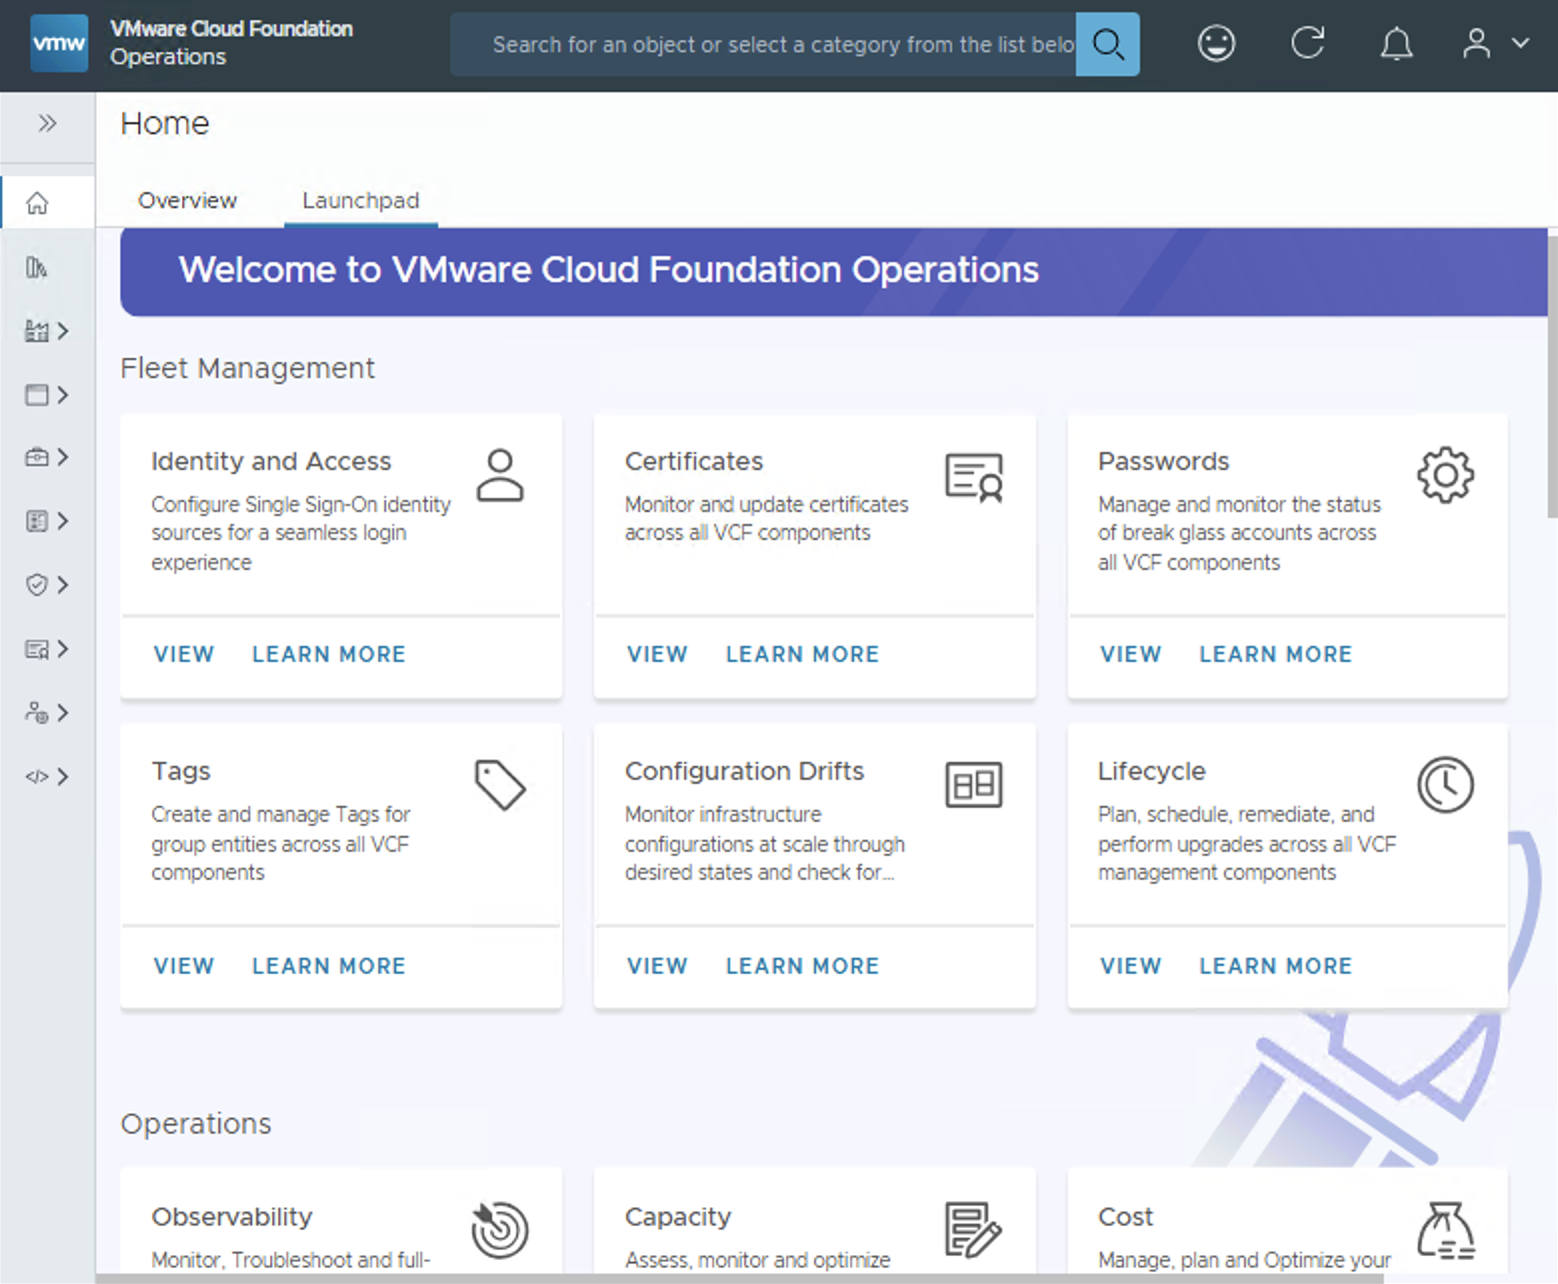 vmw
VMware Cloud Foundation
Operations
Search for an object or select a category from the list belo
Home
Overview
Launchpad
Welcome to VMware Cloud Foundation Operations
Fleet Management
Identity and Access
Configure Single Sign-On identity
sources for a seamless login
experience
VIEW
LEARN MORE
Certificates
Monitor and update certificates
across all VCF components
VIEW
LEARN MORE
Passwords
Manage and monitor the status
of break glass accounts across
all VCF components
VIEW
LEARN MORE
Tags
Create and manage Tags for
group entities across all VCF
components
VIEW
LEARN MORE
Configuration Drifts
Monitor infrastructure
configurations at scale through
desired states and check for...
VIEW
LEARN MORE
Lifecycle
Plan, schedule, remediate, and
perform upgrades across all VCF
management components
VIEW
LEARN MORE
Operations
Observability
Monitor, Troubleshoot and full-
Capacity
Assess, monitor and optimize
Cost
Manage, plan and Optimize your